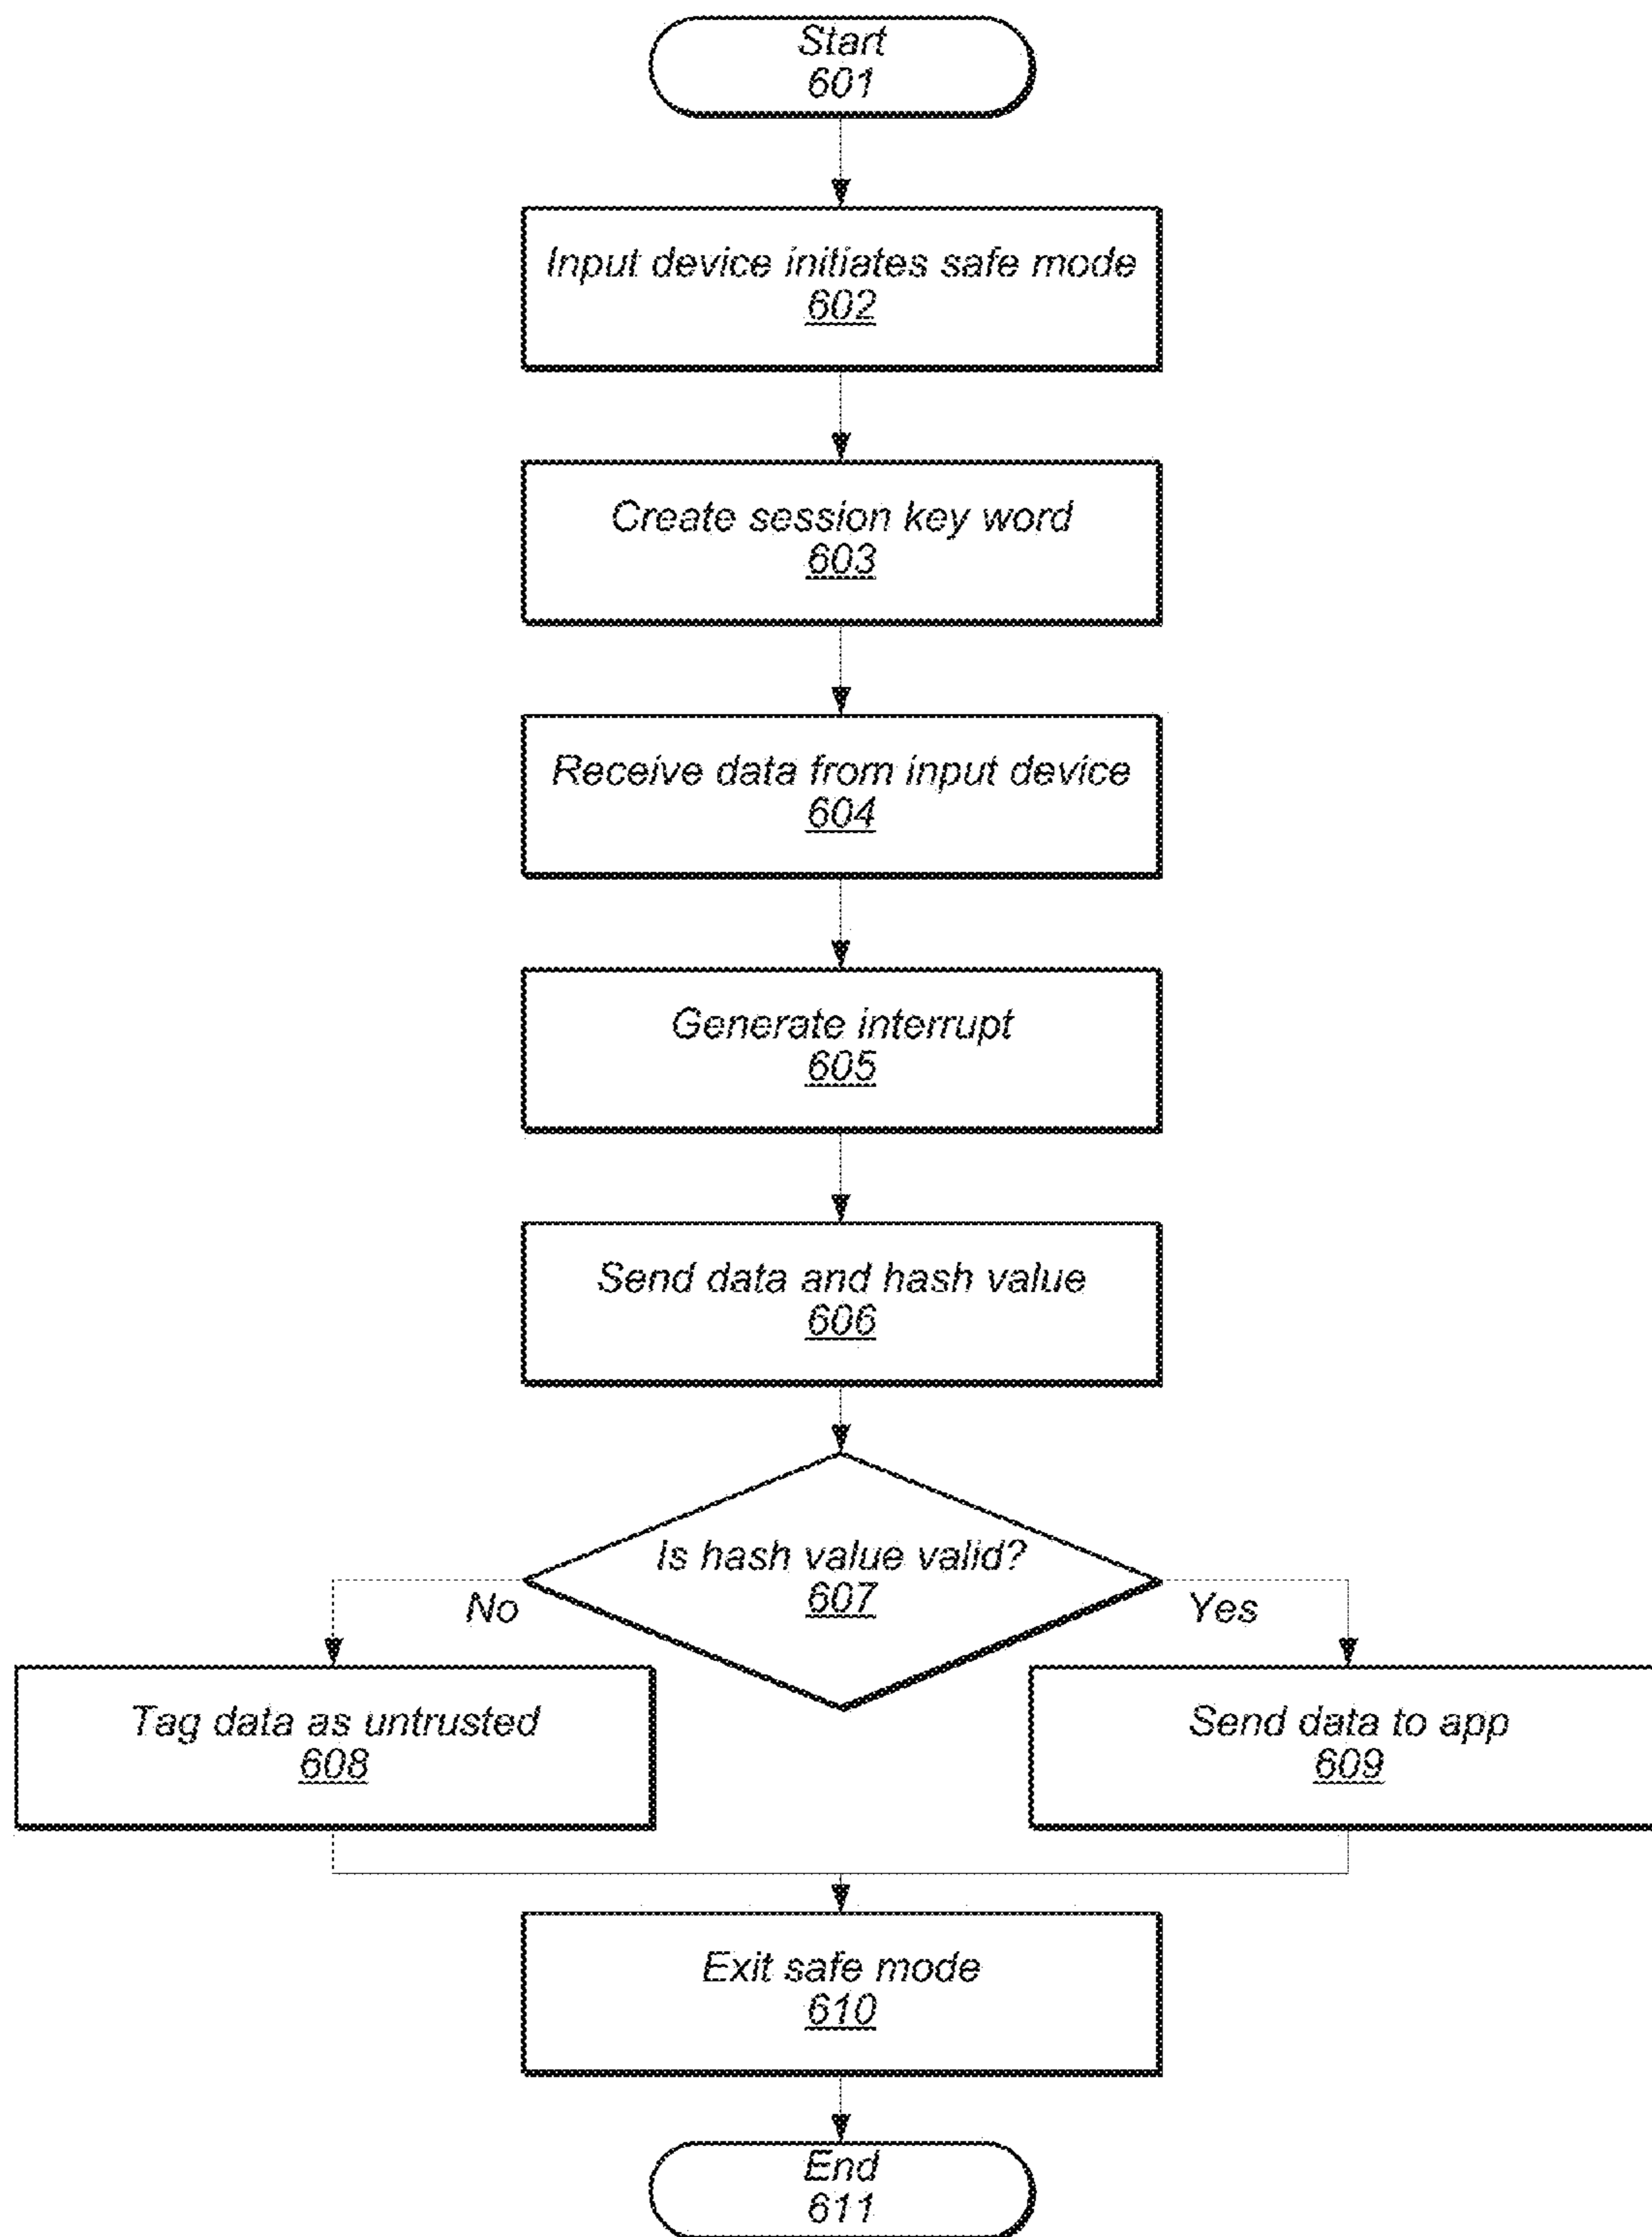 Start
601
Input device initiates safe mode
602
Create session key word
603
Receive data from input device
604
Generate interrupt
605
Send data and hash value
606
Is hash value valid?
607
No
Yes
Tag data as untrusted
608
Send data to app
609
Exit safe mode
610
End
611